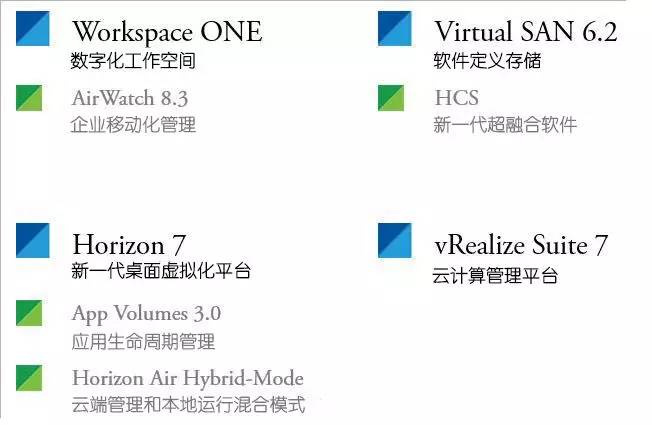 Workspace ONE
数字化工作空间
AirWatch 8.3
企业移动化管理
Virtual SAN 6.2
软件定义存储
HCS
新一代超融合软件
Horizon 7
新一代桌面虚拟化平台
App Volumes 3.0
应用生命周期管理
Horizon Air Hybrid-Mode
云端管理和本地运行混合模式
vRealize Suite 7
云计算管理平台